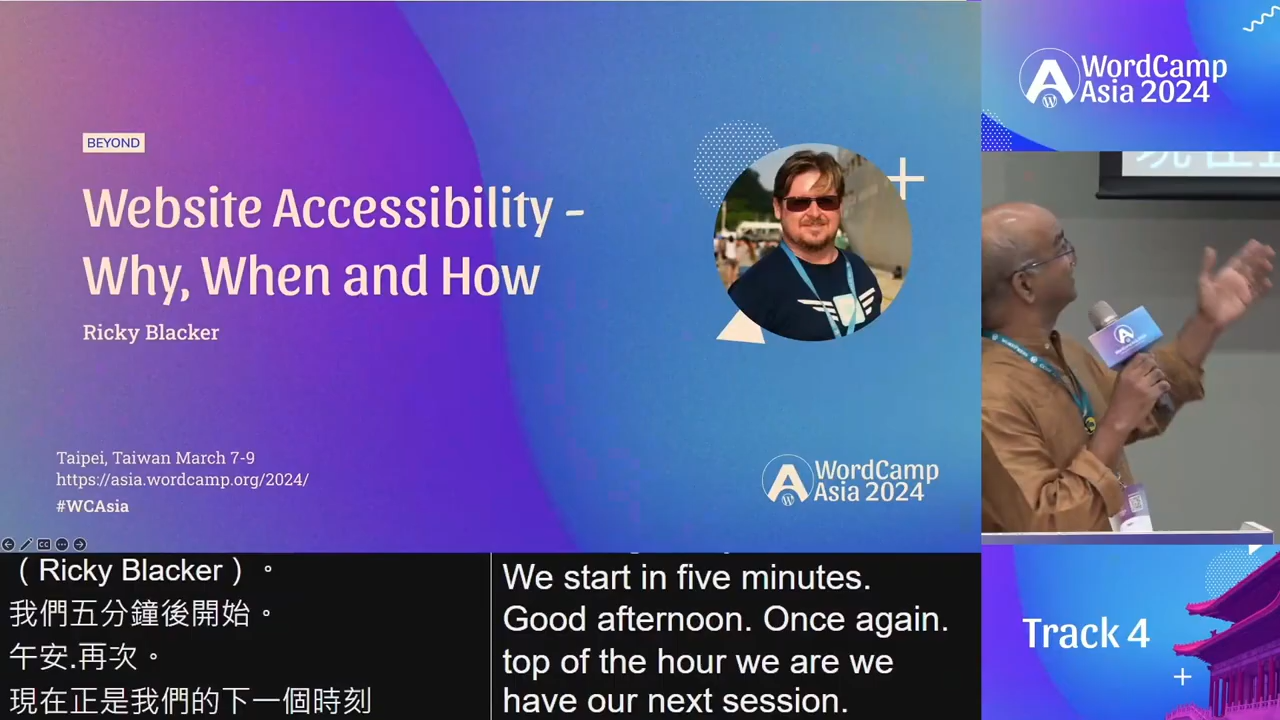 BEYOND
Website Accessibility -
Why, When and How
Ricky Blacker
Taipei, Taiwan March 7-9
https://asia.wordcamp.org/2024/
#WCAsia
WordCamp
Asia 2024
WordCamp
Asia 2024
Track 4
（Ricky Blacker）。
我們五分鐘後開始。
午安.再次。
現在正是我們的下一個時刻
We start in five minutes.
Good afternoon. Once again.
top of the hour we are we
have our next session.